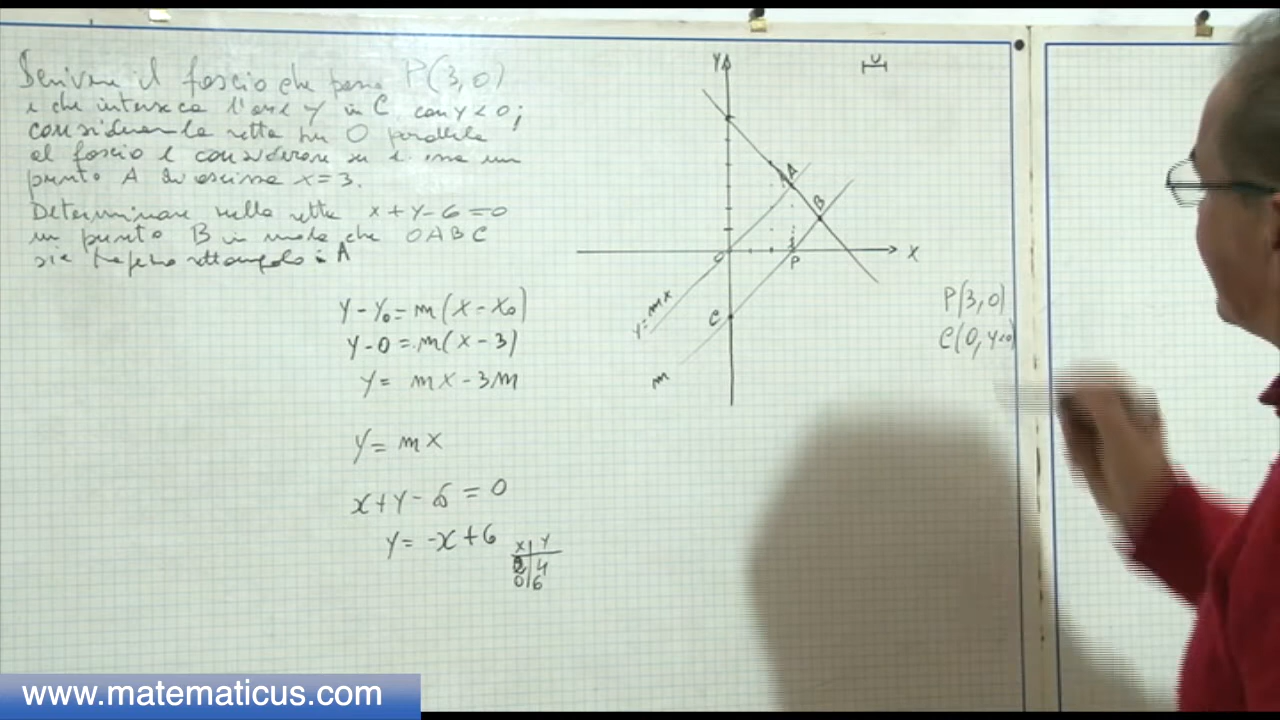 Scrivere il fascio che passa P(3,0)
e che interseca l'asse y in C con y<0;
considerare la retta per O parallela
al fascio e considerare su di essa un
punto A di ascissa x=3.
Determinare sulla retta x+y-6=0
un punto B in modo che OABC
sia trapezio rettangolo in A
y-y₀=m(x-x₀)
y-0=m(x-3)
y= mx-3m
y= mx
x+y-6=0
y= -x+6
x | y
2 | 4
0 | 6
y
U
A
B
O
P
x
C
y=mx
m
P(3,0)
C(0,y<0)
www.matematicus.com